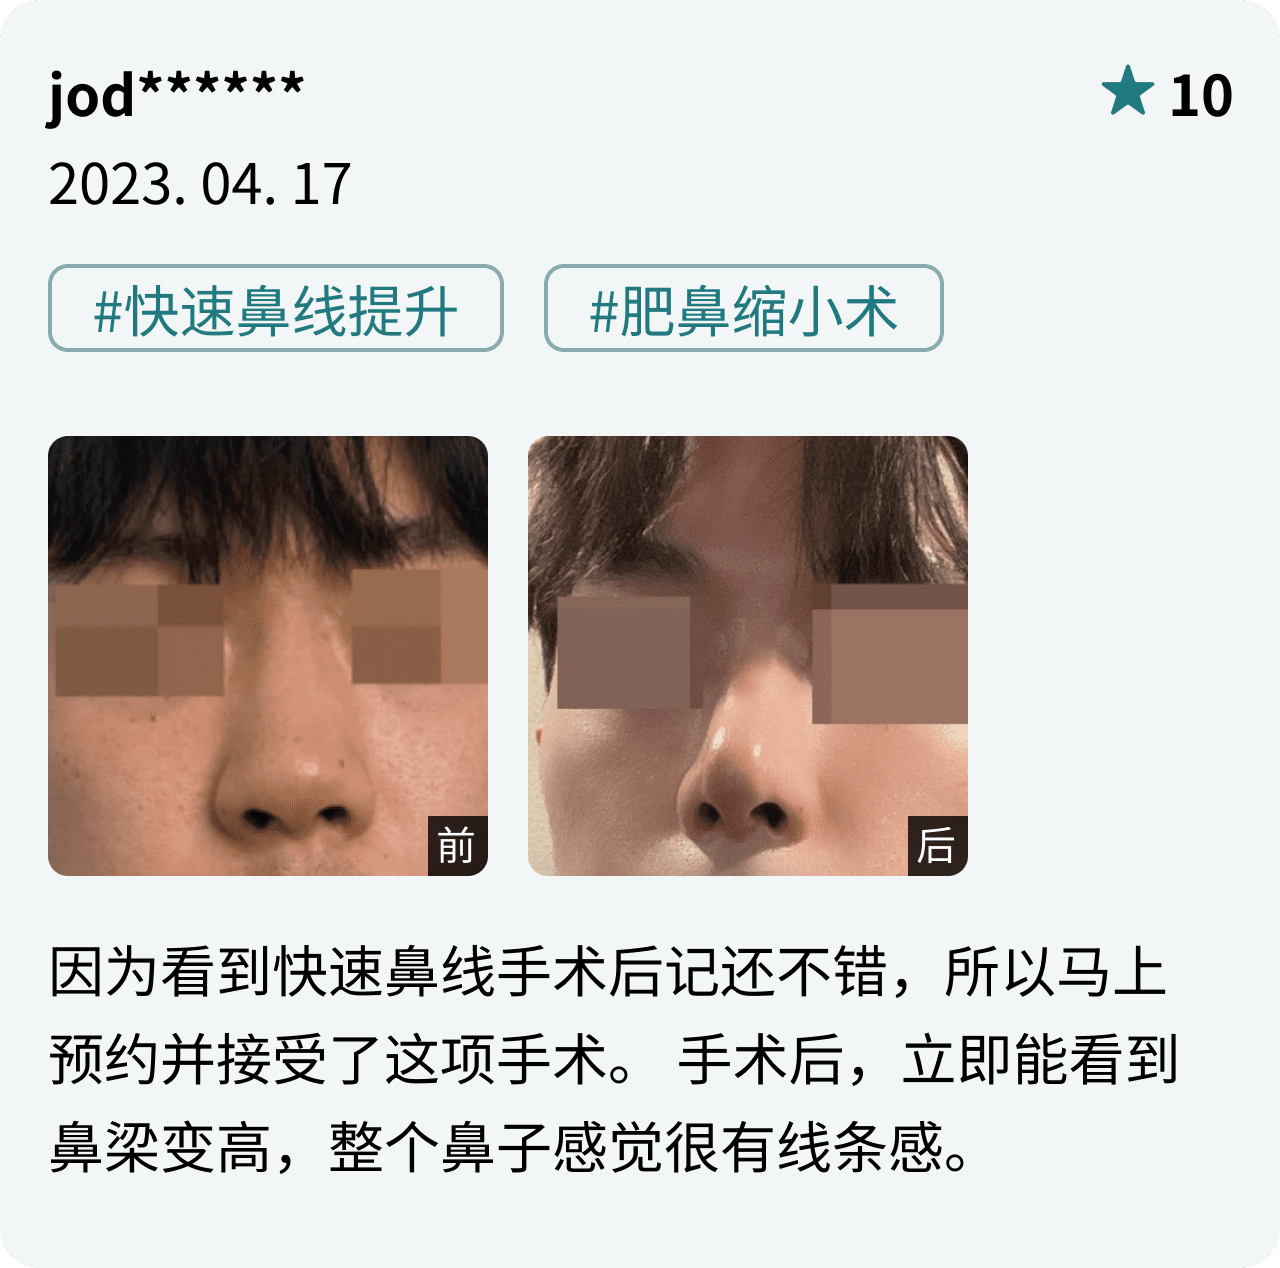 jod******
★ 10
2023. 04. 17
#快速鼻线提升 #肥鼻缩小术
前
后
因为看到快速鼻线手术后记还不错，所以马上
预约并接受了这项手术。 手术后，立即能看到
鼻梁变高，整个鼻子感觉很有线条感。